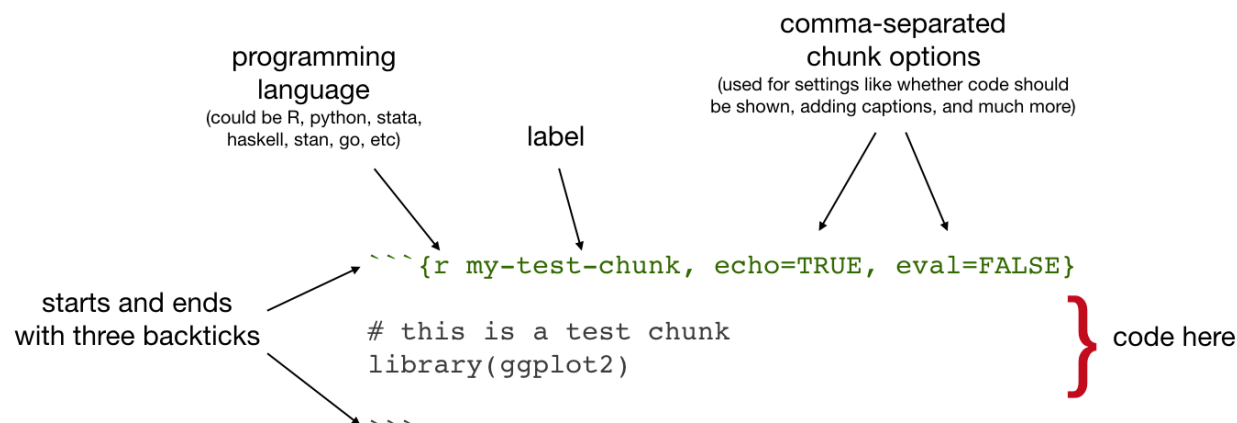 comma-separated
chunk options
(used for settings like whether code should
be shown, adding captions, and much more)
programming
language
(could be R, python, stata,
haskell, stan, go, etc)
label
```{r my-test-chunk, echo=TRUE, eval=FALSE}
starts and ends
with three backticks
# this is a test chunk
library(ggplot2)
code here
```